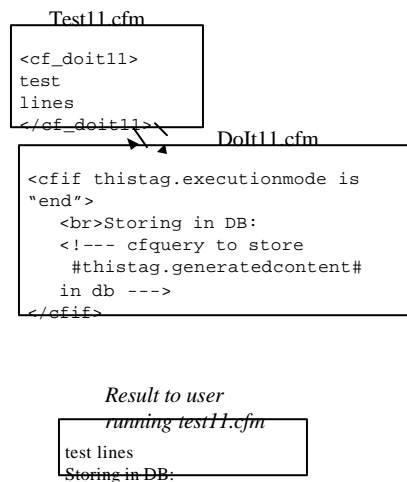 Test11.cfm
<cf_doit11>
test
lines
</cf_doit11>
DoIt11.cfm
<cfif thistag.executionmode is
“end”>
<br>Storing in DB:
<!--- cfquery to store
#thistag.generatedcontent#
in db --->
</cfif>
Result to user
running test11.cfm
test lines
Storing in DB: